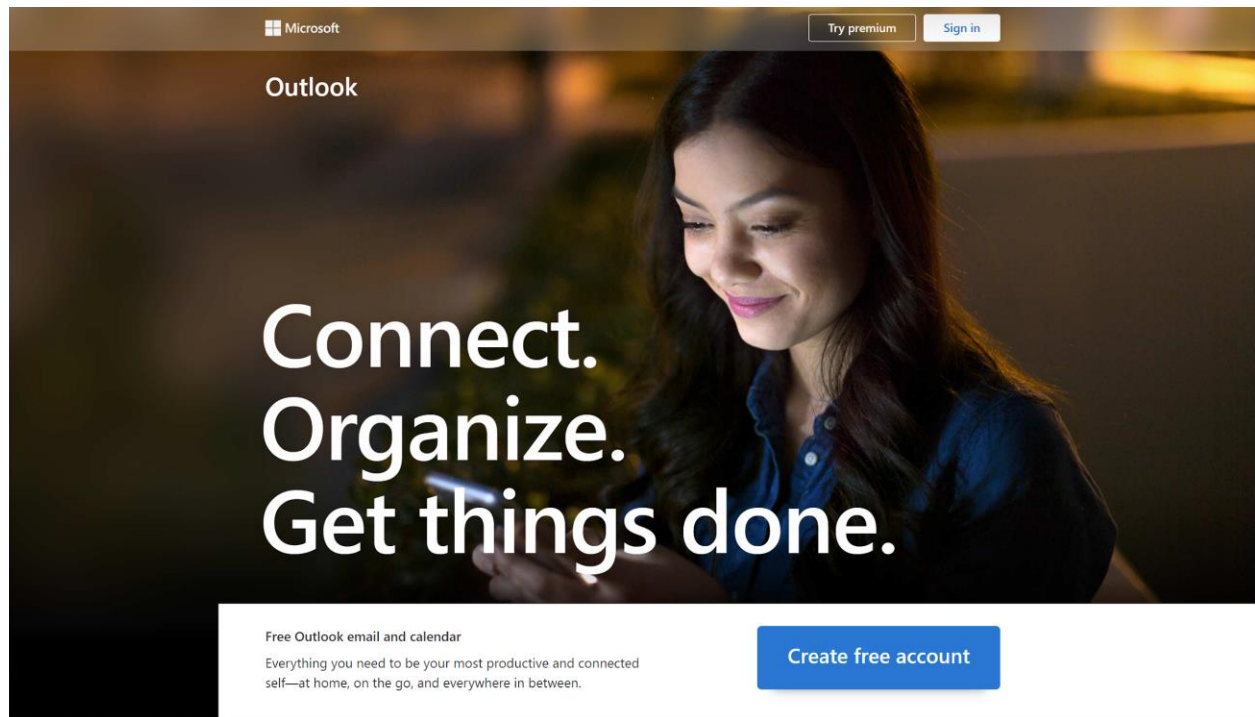 Microsoft
Try premium
Sign in
Outlook
Connect.
Organize.
Get things done.
Free Outlook email and calendar
Everything you need to be your most productive and connected
self—at home, on the go, and everywhere in between.
Create free account